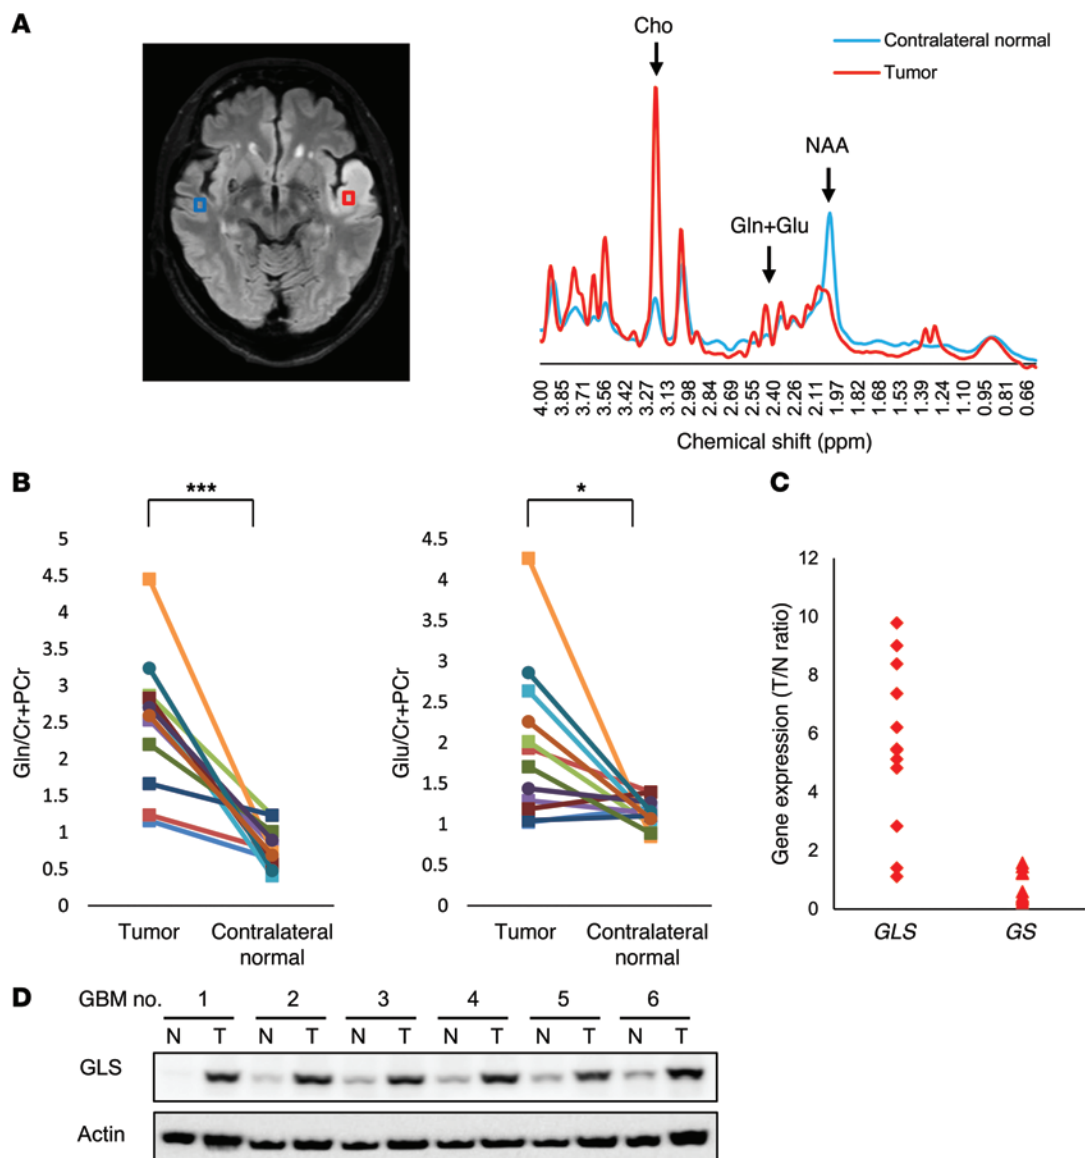 A
Cho
Contralateral normal
Tumor
NAA
Gln+Glu
4.00 3.85 3.71 3.56 3.42 3.27 3.13 2.98 2.84 2.69 2.55 2.40 2.26 2.11 1.97 1.82 1.68 1.53 1.39 1.24 1.10 0.95 0.81 0.66
Chemical shift (ppm)
B
***
Gln/Cr+PCr
5
4.5
4
3.5
3
2.5
2
1.5
1
0.5
0
Tumor
Contralateral
normal
*
Glu/Cr+PCr
4.5
4
3.5
3
2.5
2
1.5
1
0.5
0
Tumor
Contralateral
normal
C
Gene expression (T/N ratio)
12
10
8
6
4
2
0
GLS
GS
D
GBM no. 1 2 3 4 5 6
N T N T N T N T N T N T
GLS
Actin